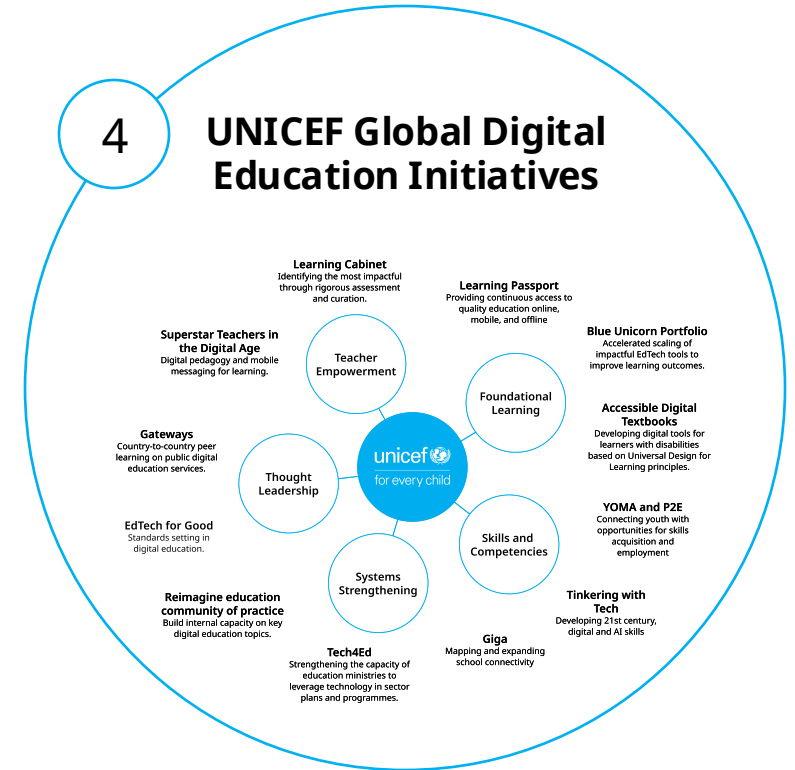 4
UNICEF Global Digital
Education Initiatives
Learning Cabinet
Identifying the most impactful
through rigorous assessment
and curation.
Learning Passport
Providing continuous access to
quality education online,
mobile, and offline
Superstar Teachers in
the Digital Age
Digital pedagogy and mobile
messaging for learning.
Blue Unicorn Portfolio
Accelerated scaling of
impactful EdTech tools to
improve learning outcomes.
Teacher
Empowerment
Foundational
Learning
Accessible Digital
Textbooks
Developing digital tools for
learners with disabilities
based on Universal Design for
Learning principles.
Gateways
Country-to-country peer
learning on public digital
education services.
unicef
for every child
Thought
Leadership
EdTech for Good
Standards setting in
digital education.
YOMA and P2E
Connecting youth with
opportunities for skills
acquisition and
employment
Skills and
Competencies
Systems
Strengthening
Reimagine education
community of practice
Build internal capacity on key
digital education topics.
Tinkering with
Tech
Developing 21st century,
digital and AI skills
Giga
Mapping and expanding
school connectivity
Tech4Ed
Strengthening the capacity of
education ministries to
leverage technology in sector
plans and programmes.